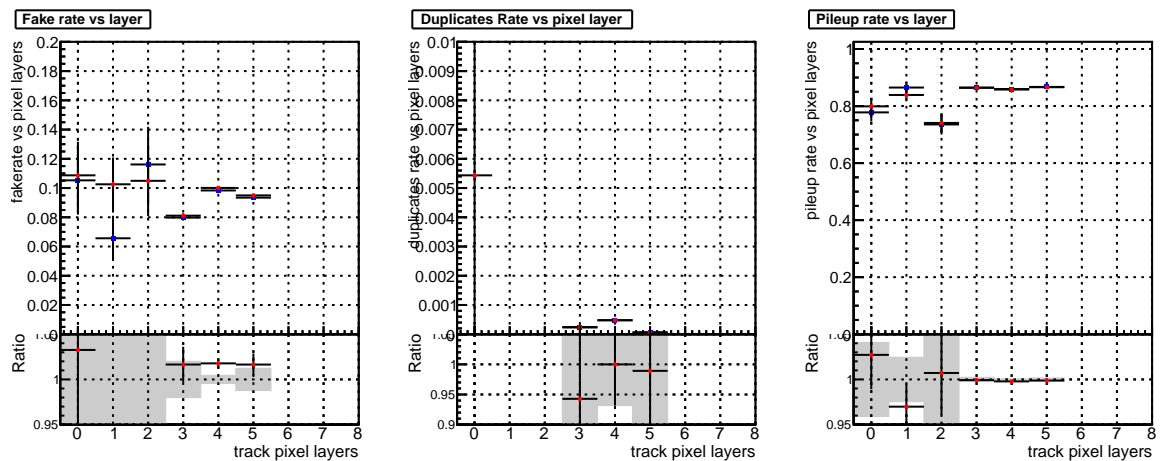 Fake rate vs layer
fakerate vs pixel layers
0.2
0.18
0.16
0.14
0.12
0.1
0.08
0.06
0.04
0.02
0
Ratio
1
0.95
0 1 2 3 4 5 6 7 8
track pixel layers
Duplicates Rate vs pixel layer
duplicates rate vs pixel layers
0.01
0.009
0.008
0.007
0.006
0.005
0.004
0.003
0.002
0.001
0
Ratio
1
0.95
0.9
0 1 2 3 4 5 6 7 8
track pixel layers
Pileup rate vs layer
pileup rate vs pixel layers
1
0.8
0.6
0.4
0.2
0
Ratio
1
0.95
0 1 2 3 4 5 6 7 8
track pixel layers